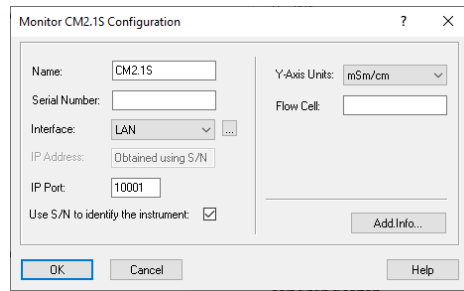 Monitor CM2.1S Configuration
Name: CM2.1S
Serial Number:
Interface: LAN ...
IP Address: Obtained using S/N
IP Port: 10001
Use S/N to identify the instrument:
Y-Axis Units: mSm/cm
Flow Cell:
Add.Info...
OK Cancel Help